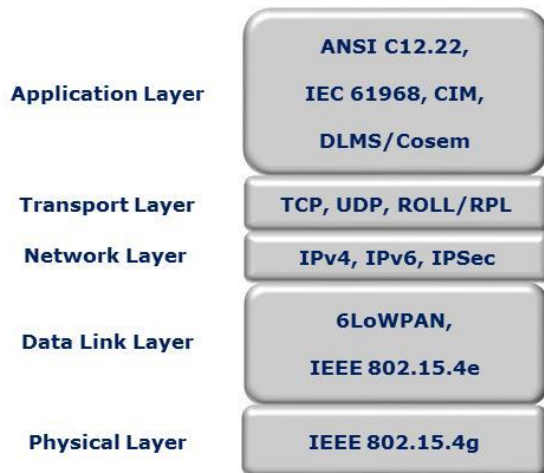 ANSI C12.22,
Application Layer IEC 61968, CIM,
DLMS/Cosem
Transport Layer TCP, UDP, ROLL/RPL
Network Layer IPv4, IPv6, IPSec
6LoWPAN,
Data Link Layer
IEEE 802.15.4e
Physical Layer IEEE 802.15.4g